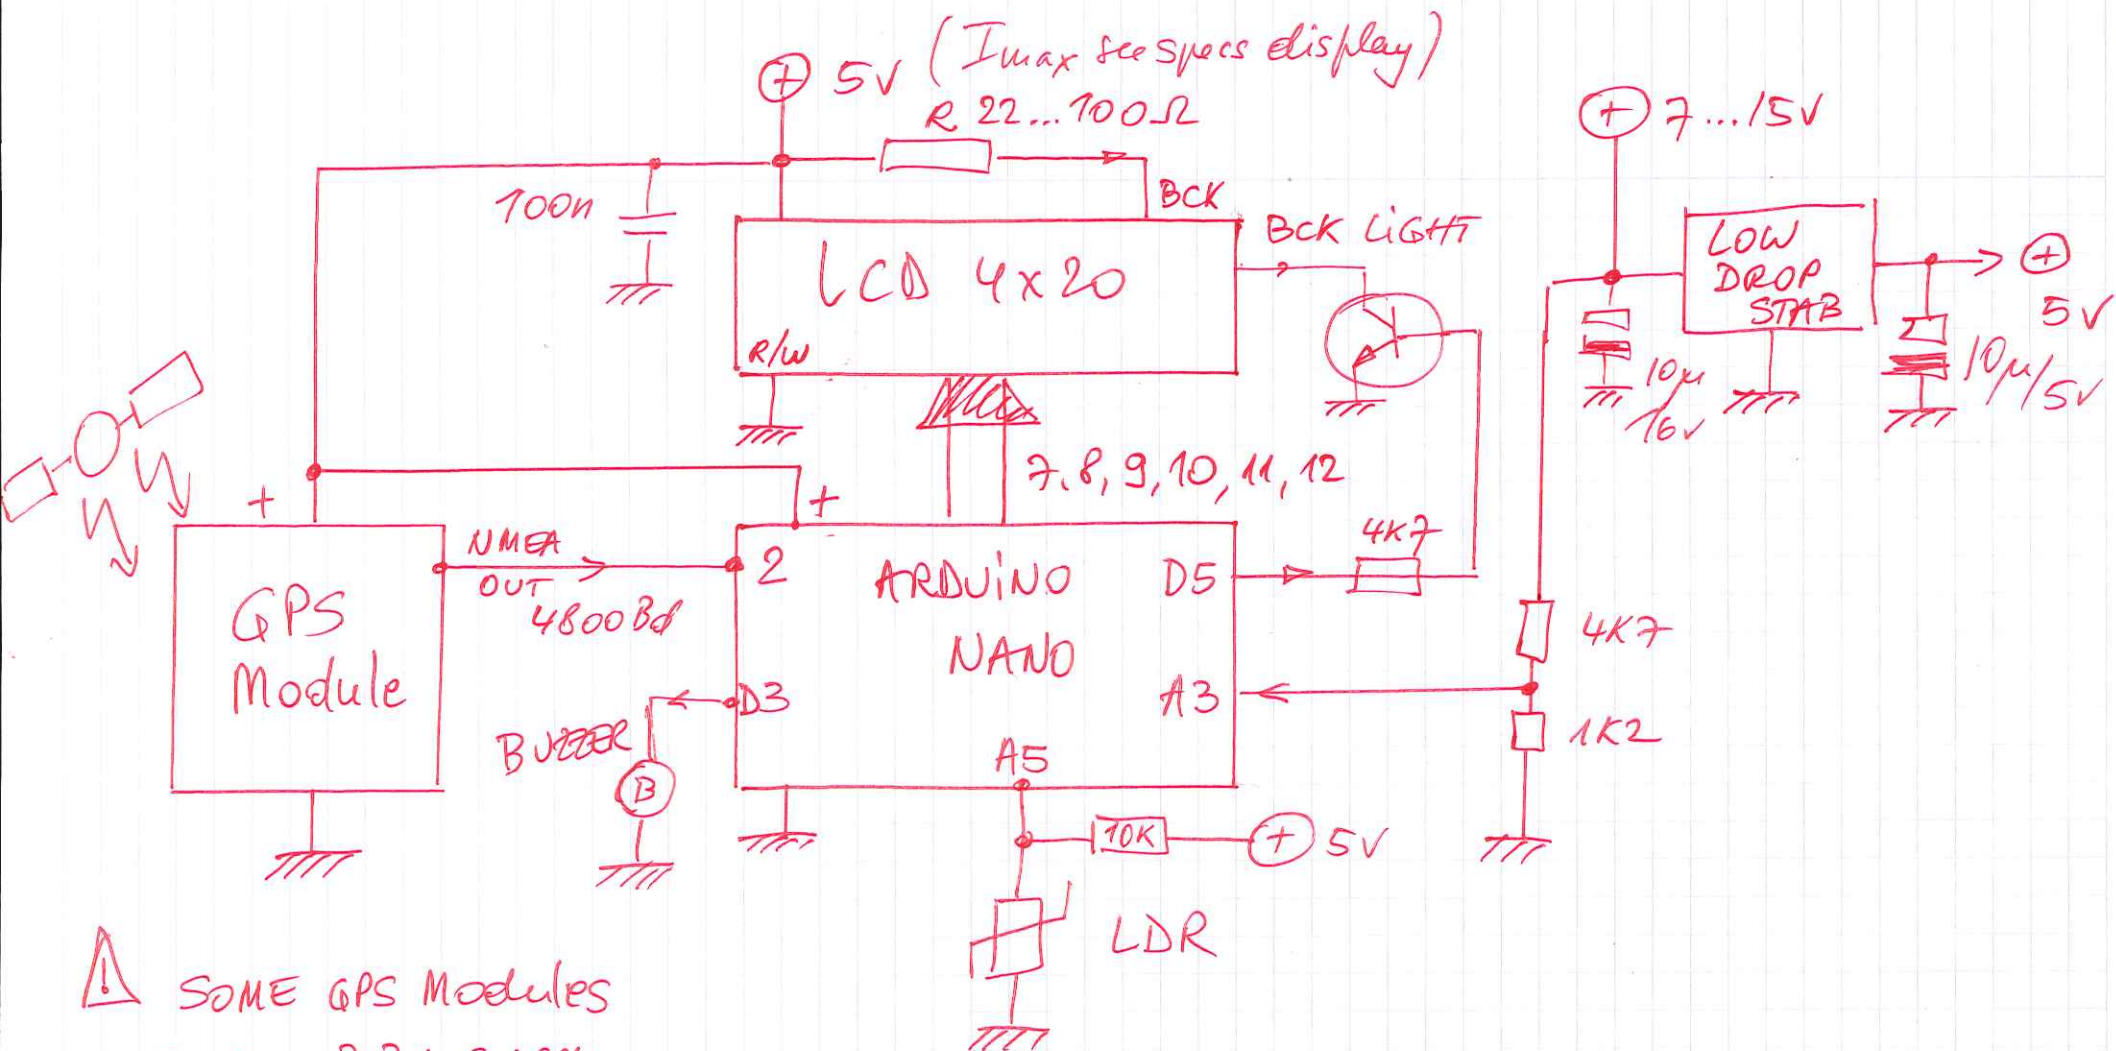 (Imax see specs display)
+ 5V
R 22...100Ω
+ 7...15V
100n
BCK
BCK LiGHT
LCD 4x20
R/W
LOW
DROP
STAB
+
5V
10µ
16V
10µ/5V
7.8,9,10,11,12
+
+
NMEA
OUT
4800Bd
2
ARDUiNO
NANO
D5
4K7
GPS
Module
D3
A3
4K7
1K2
BUZZER
B
A5
10K
+ 5V
LDR
! SOME GPS Modules